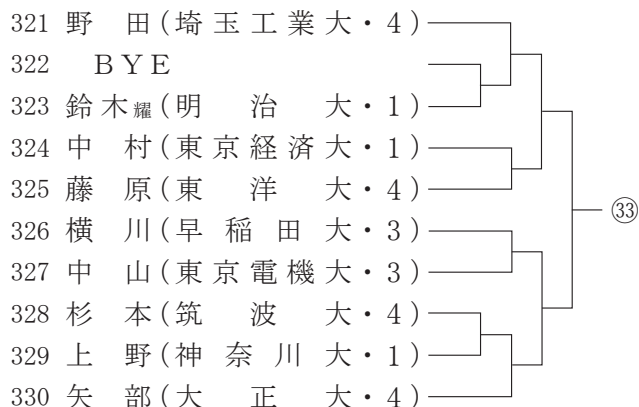 321 野 田(埼玉工業大・4)
322 BYE
323 鈴木耀(明 治 大・1)
324 中 村(東京経済大・1)
325 藤 原(東 洋 大・4)
326 横 川(早稲田大・3)
327 中 山(東京電機大・3)
328 杉 本(筑 波 大・4)
329 上 野(神奈川大・1)
330 矢 部(大 正 大・4)
㉝